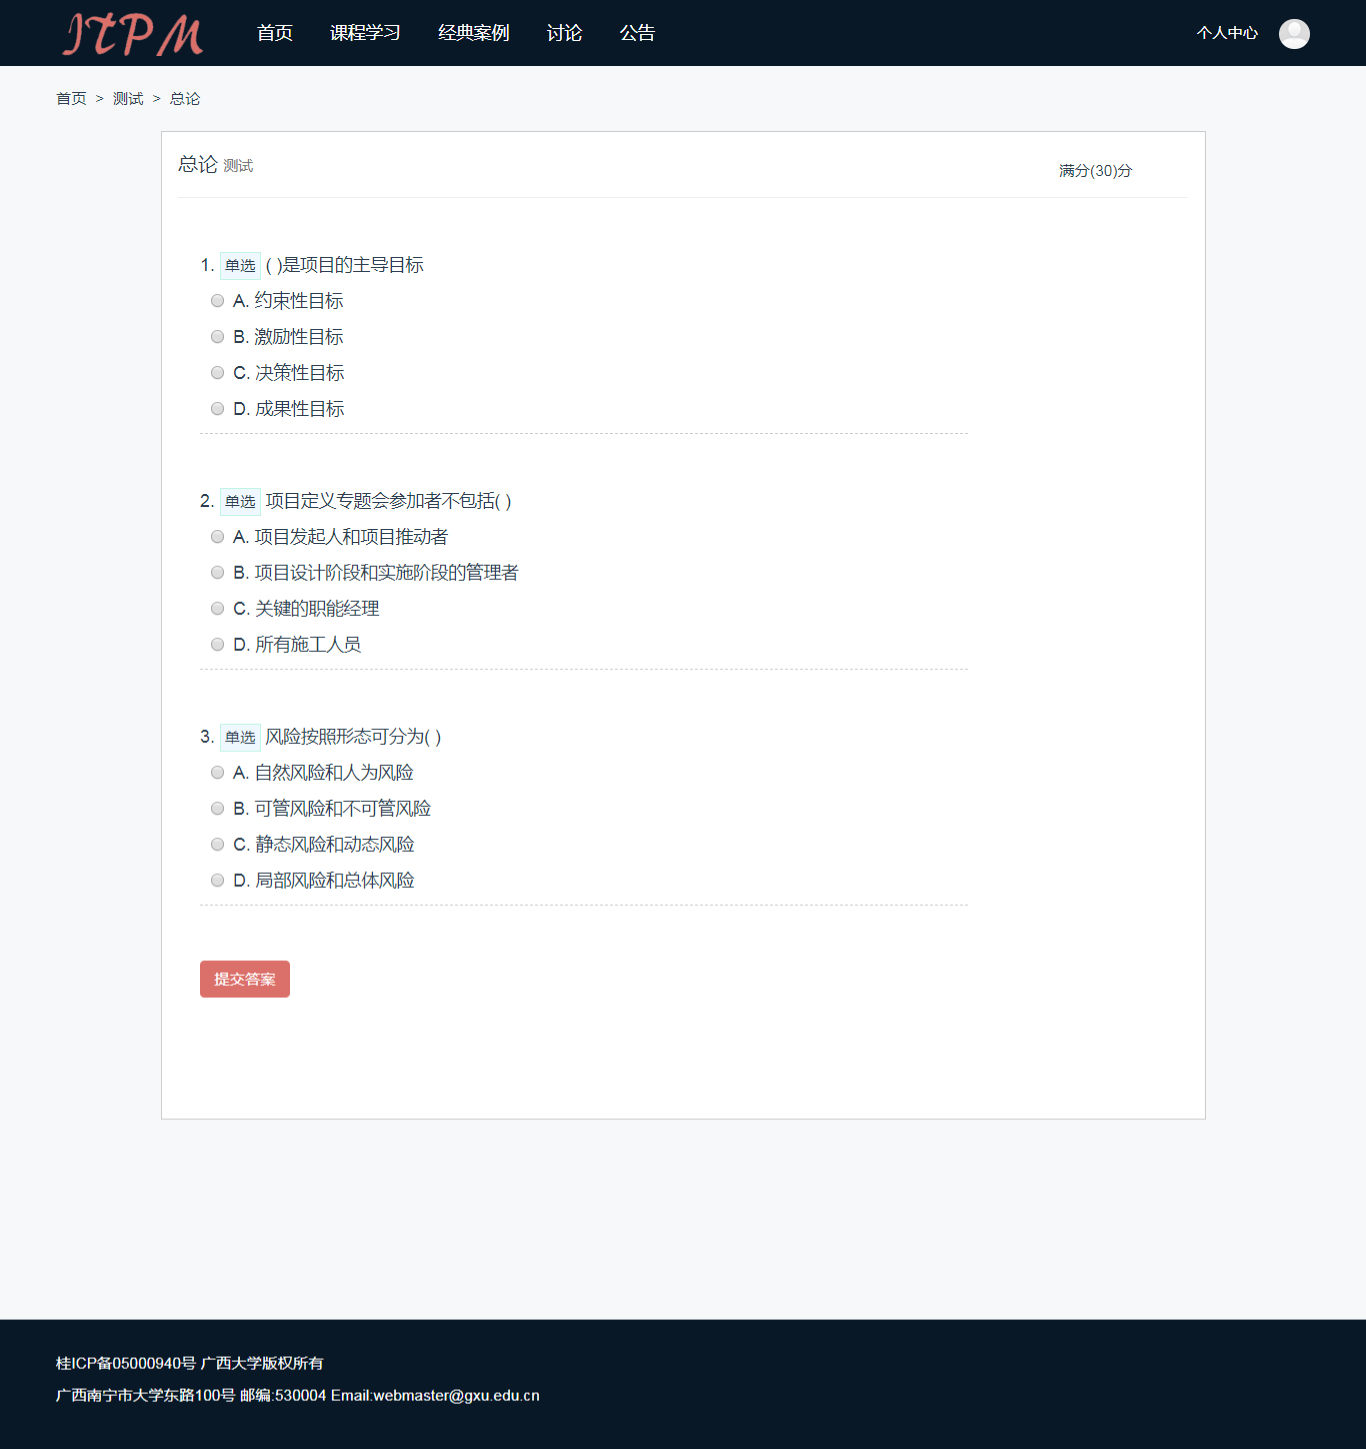 ITPM 首页 课程学习 经典案例 讨论 公告 个人中心
首页 > 测试 > 总论
总论 测试 满分(30)分
1. 单选 ( )是项目的主导目标
A. 约束性目标
B. 激励性目标
C. 决策性目标
D. 成果性目标
2. 单选 项目定义专题会参加者不包括( )
A. 项目发起人和项目推动者
B. 项目设计阶段和实施阶段的管理者
C. 关键的职能经理
D. 所有施工人员
3. 单选 风险按照形态可分为( )
A. 自然风险和人为风险
B. 可管风险和不可管风险
C. 静态风险和动态风险
D. 局部风险和总体风险
提交答案
桂ICP备05000940号 广西大学版权所有
广西南宁市大学东路100号 邮编:530004 Email:webmaster@gxu.edu.cn